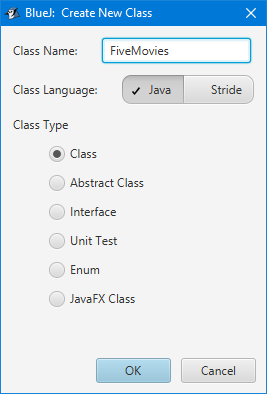 BlueJ: Create New Class
Class Name: FiveMovies
Class Language: Java Stride
Class Type
Class
Abstract Class
Interface
Unit Test
Enum
JavaFX Class
OK Cancel